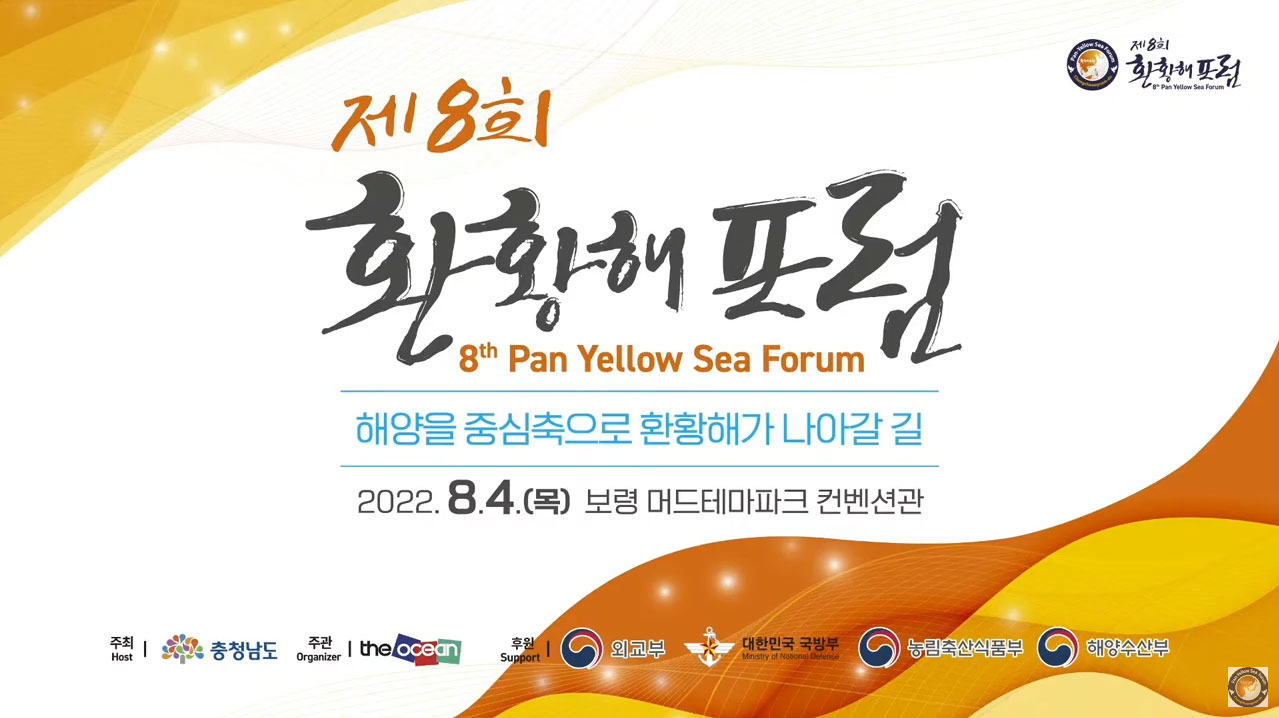 제8회
환황해 포럼
8th Pan Yellow Sea Forum
Pan Yellow Sea Forum
제8회
환황해 포럼
8th Pan Yellow Sea Forum
해양을 중심축으로 환황해가 나아갈 길
2022. 8.4.(목) 보령 머드테마파크 컨벤션관
주최 Host | 충청남도 주관 Organizer | the ocean 후원 Support | 외교부 대한민국 국방부 Ministry of National Defense 농림축산식품부 해양수산부